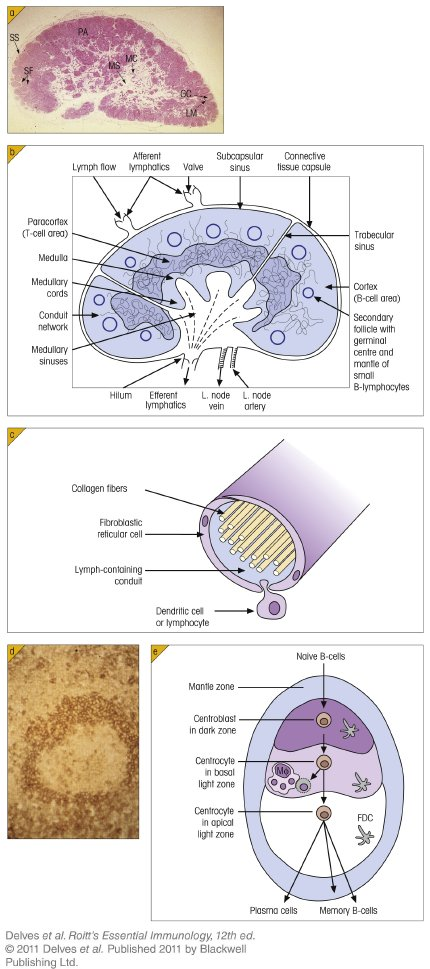 a
SS
PA
MC
MS
SF
GC
LM
b
Lymph flow
Afferent
lymphatics
Valve
Subcapsular
sinus
Connective
tissue capsule
Paracortex
(T-cell area)
Medulla
Medullary
cords
Conduit
network
Medullary
sinuses
Trabecular
sinus
Cortex
(B-cell area)
Secondary
follicle with
germinal
centre and
mantle of
small
B-lymphocytes
Hilum
Efferent
lymphatics
L. node
vein
L. node
artery
c
Collagen fibers
Fibroblastic
reticular cell
Lymph-containing
conduit
Dendritic cell
or lymphocyte
d
e
Naive B-cells
Mantle zone
Centroblast
in dark zone
Centrocyte
in basal
light zone
Mø
Centrocyte
in apical
light zone
FDC
Plasma cells
Memory B-cells
Delves et al. Roitt's Essential Immunology, 12th ed.
© 2011 Delves et al. Published 2011 by Blackwell
Publishing Ltd.